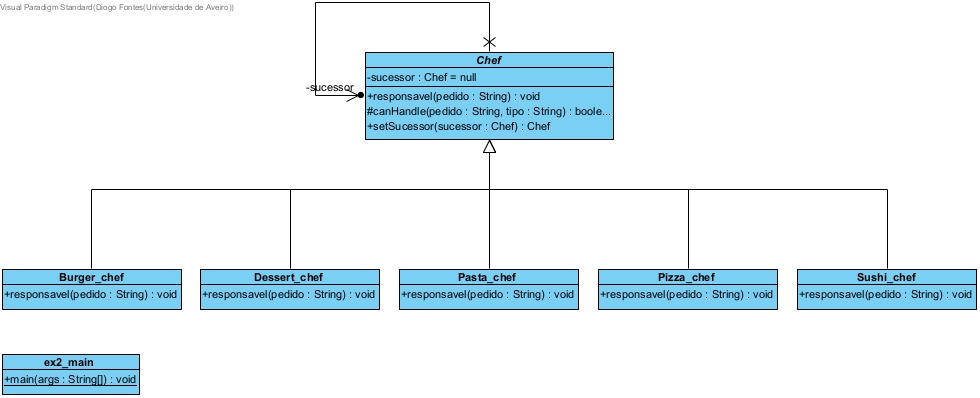 Visual Paradigm Standard(Diogo Fontes(Universidade de Aveiro))
Chef
-sucessor : Chef = null
-sucessor
+responsavel(pedido : String) : void
#canHandle(pedido : String, tipo : String) : boole...
+setSucessor(sucessor : Chef) : Chef
Burger_chef
+responsavel(pedido : String) : void
Dessert_chef
+responsavel(pedido : String) : void
Pasta_chef
+responsavel(pedido : String) : void
Pizza_chef
+responsavel(pedido : String) : void
Sushi_chef
+responsavel(pedido : String) : void
ex2_main
+main(args : String[]) : void